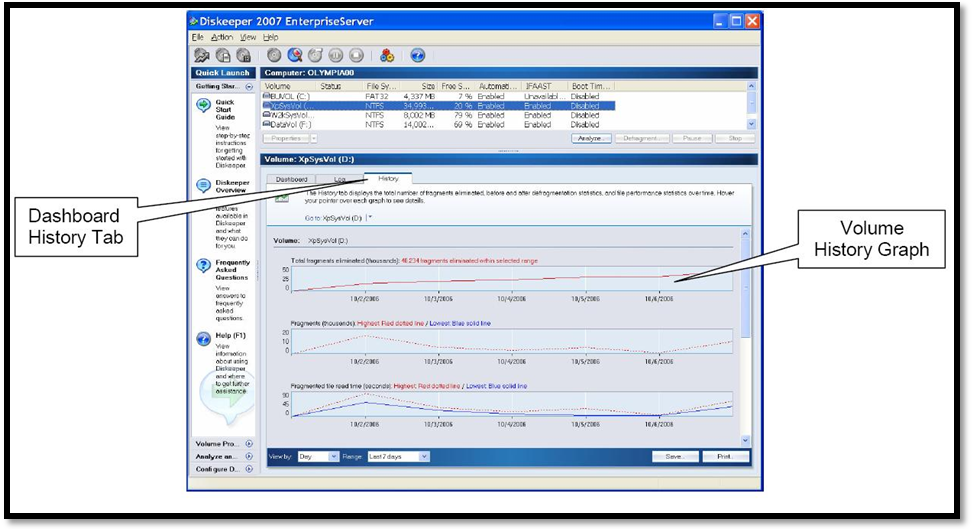 Diskeeper 2007 EnterpriseServer
File Action View Help
Quick Launch
Getting Star...
Quick
Start
Guide
View
step-by-step
instructions
for getting
started with
Diskeeper
Diskeeper
Overview
features
available in
Diskeeper
and what
they can do
for you
Frequently
Asked
Questions
View
answers to
frequently
asked
questions.
Help (F1)
View
information
about using
Diskeeper
and where
to get further
assistance
Volume Pro...
Analyze an...
Configure D...
Computer: OLYMPIA00
Volume Status File Sy... Size Free S... Automat... IFAAST Boot Tim...
(C:) FAT32 4,337 MB 7 % Enabled Unavailabl... Disabled
XpSysVol (... NTFS 34,993... 20 % Enabled Enabled Disabled
W2kSysVol... NTFS 8,002 MB 79 % Enabled Enabled Disabled
DataVol (F:) NTFS 14,002... 69 % Enabled Enabled Disabled
Properties Analyze... Defragment... Pause Stop
Volume: XpSysVol (D:)
Dashboard Log History
The History tab displays the total number of fragments eliminated, before and after defragmentation statistics, and file performance statistics over time. Hover
your pointer over each graph to see details.
Go to: XpSysVol (D:)
Volume: XpSysVol (D:)
Total fragments eliminated (thousands): 46,234 fragments eliminated within selected range
50
25
0
10/2/2006 10/3/2006 10/4/2006 10/5/2006 10/6/2006
Fragments (thousands): Highest Red dotted line / Lowest Blue solid line
20
10
0
10/2/2006 10/3/2006 10/4/2006 10/5/2006 10/6/2006
Fragmented file read time (seconds): Highest Red dotted line / Lowest Blue solid line
90
45
0
10/2/2006 10/3/2006 10/4/2006 10/5/2006 10/6/2006
View by: Day Range: Last 7 days Save... Print...
Dashboard
History Tab
Volume
History Graph